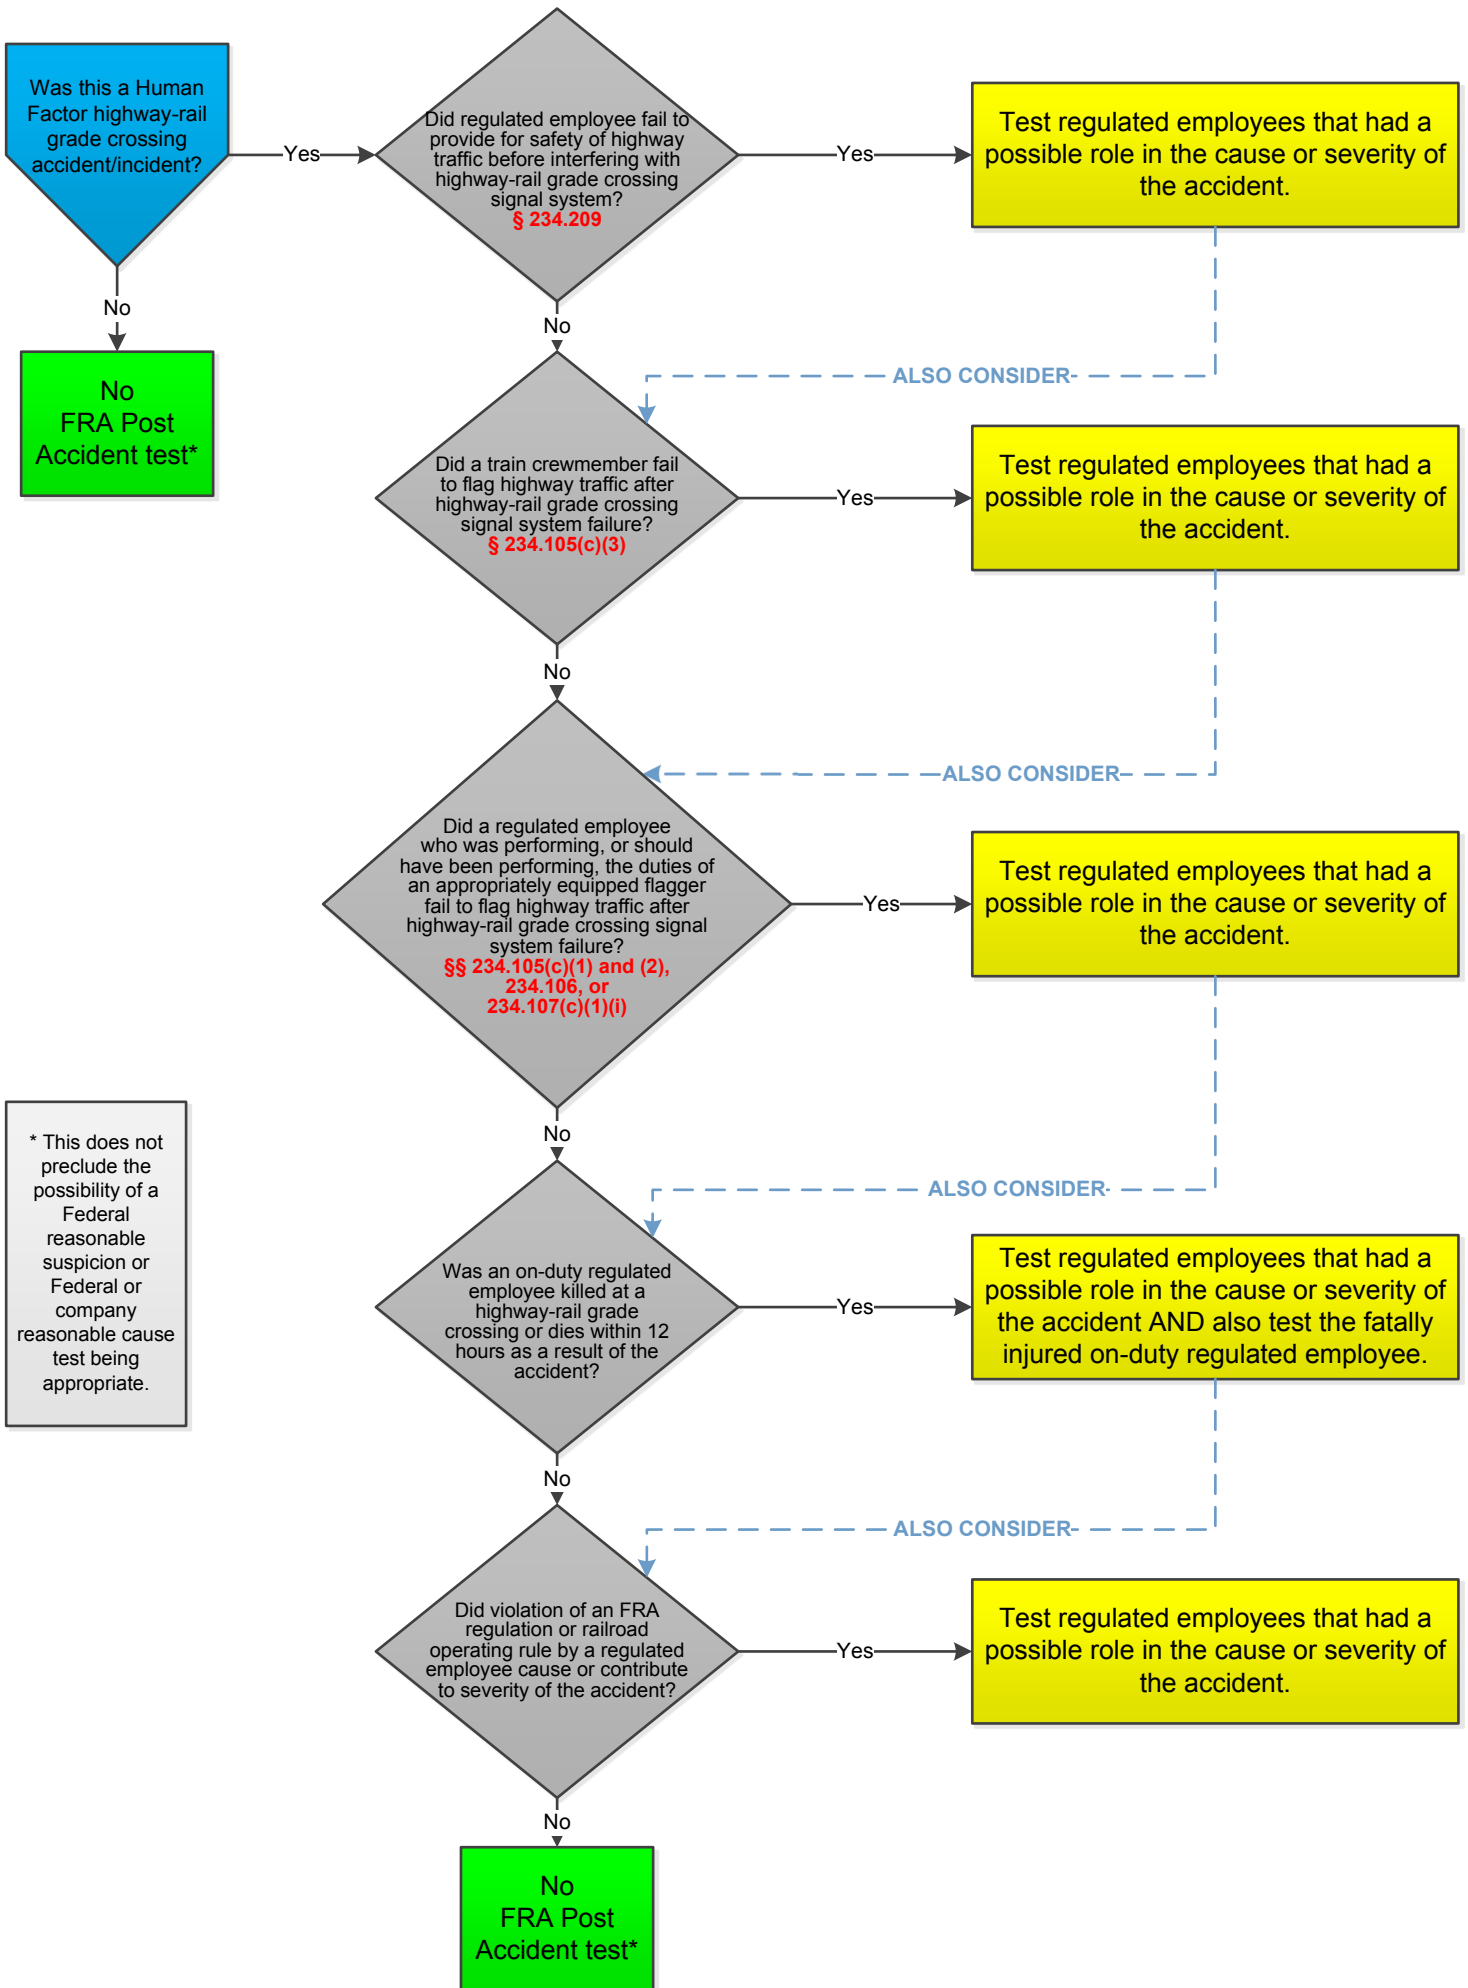 Was this a Human
Factor highway-rail
grade crossing
accident/incident?
Yes
Did regulated employee fail to
provide for safety of highway
traffic before interfering with
highway-rail grade crossing
signal system?
§ 234.209
Yes
Test regulated employees that had a
possible role in the cause or severity of
the accident.
No
No
FRA Post
Accident test*
No
ALSO CONSIDER
Did a train crewmember fail
to flag highway traffic after
highway-rail grade crossing
signal system failure?
§ 234.105(c)(3)
Yes
Test regulated employees that had a
possible role in the cause or severity of
the accident.
No
ALSO CONSIDER
Did a regulated employee
who was performing, or should
have been performing, the duties of
an appropriately equipped flagger
fail to flag highway traffic after
highway-rail grade crossing signal
system failure?
§§ 234.105(c)(1) and (2),
234.106, or
234.107(c)(1)(i)
Yes
Test regulated employees that had a
possible role in the cause or severity of
the accident.
No
ALSO CONSIDER
* This does not
preclude the
possibility of a
Federal
reasonable
suspicion or
Federal or
company
reasonable cause
test being
appropriate.
Was an on-duty regulated
employee killed at a
highway-rail grade
crossing or dies within 12
hours as a result of the
accident?
Yes
Test regulated employees that had a
possible role in the cause or severity of
the accident AND also test the fatally
injured on-duty regulated employee.
No
ALSO CONSIDER
Did violation of an FRA
regulation or railroad
operating rule by a regulated
employee cause or contribute
to severity of the accident?
Yes
Test regulated employees that had a
possible role in the cause or severity of
the accident.
No
No
FRA Post
Accident test*